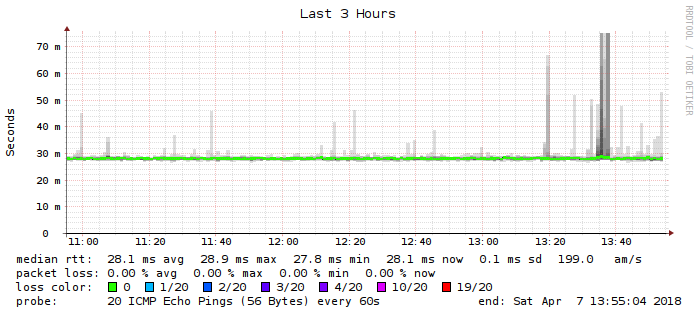 Last 3 Hours
RRDTOOL / TOBI OETIKER
Seconds
70 m
60 m
50 m
40 m
30 m
20 m
10 m
0
11:00 11:20 11:40 12:00 12:20 12:40 13:00 13:20 13:40
median rtt: 28.1 ms avg 28.9 ms max 27.8 ms min 28.1 ms now 0.1 ms sd 199.0 am/s
packet loss: 0.00 % avg 0.00 % max 0.00 % min 0.00 % now
loss color: 0 1/20 2/20 3/20 4/20 10/20 19/20
probe: 20 ICMP Echo Pings (56 Bytes) every 60s end: Sat Apr 7 13:55:04 2018